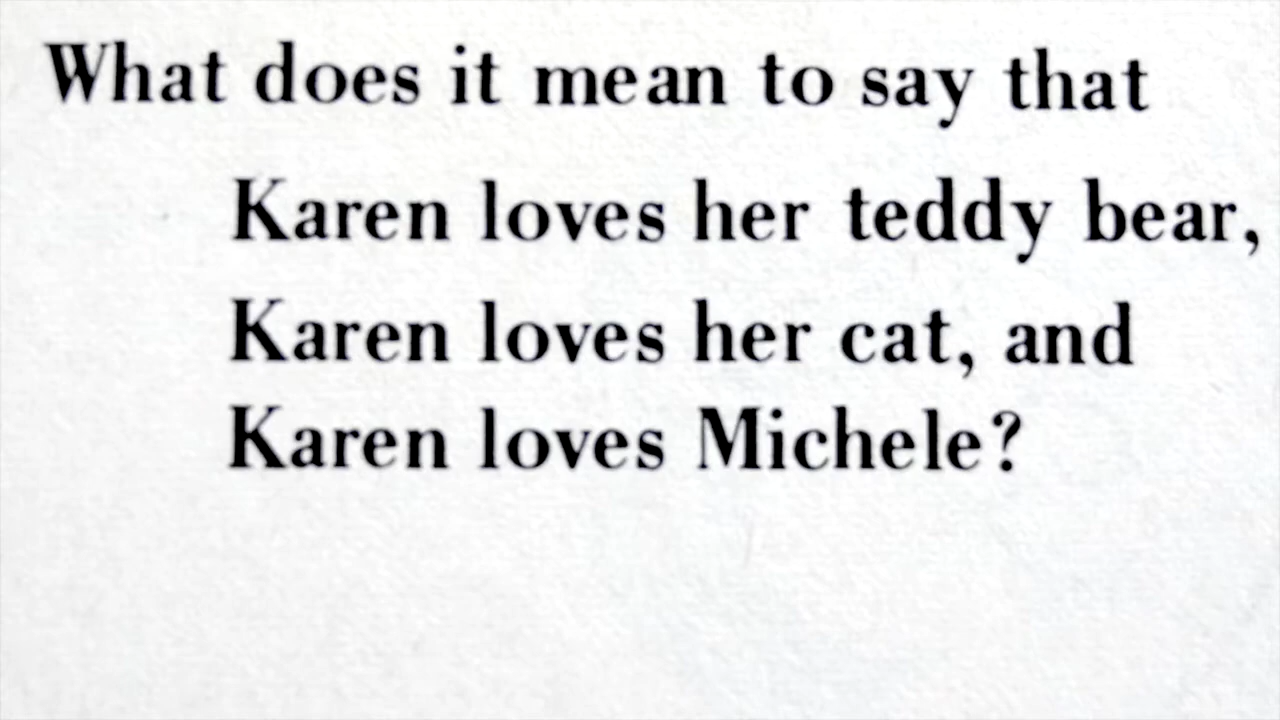 What does it mean to say that
Karen loves her teddy bear,
Karen loves her cat, and
Karen loves Michele?